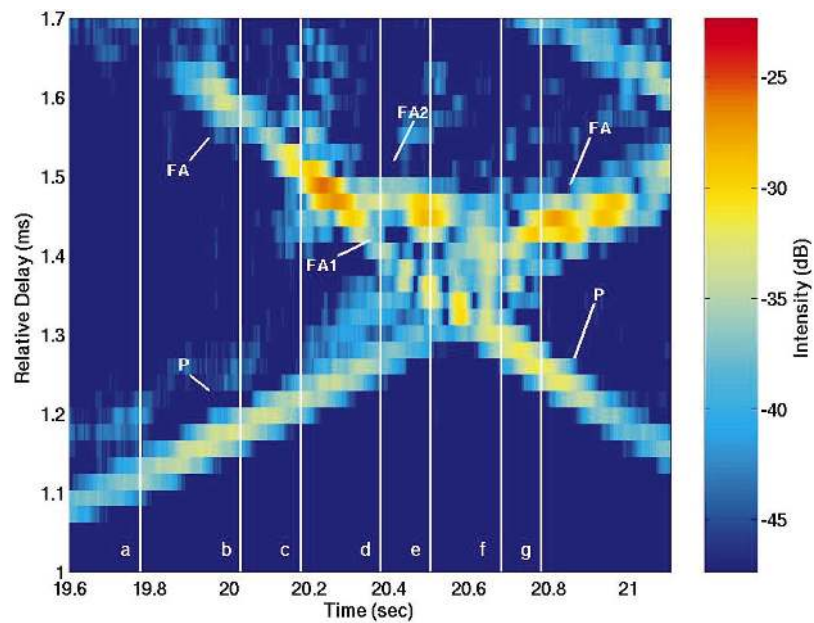 1.7
1.6
1.5
1.4
1.3
1.2
1.1
1
Relative Delay (ms)
FA
FA2
FA
FA1
P
P
a b c d e f g
19.6 19.8 20 20.2 20.4 20.6 20.8 21
Time (sec)
-25
-30
-35
-40
-45
Intensity (dB)